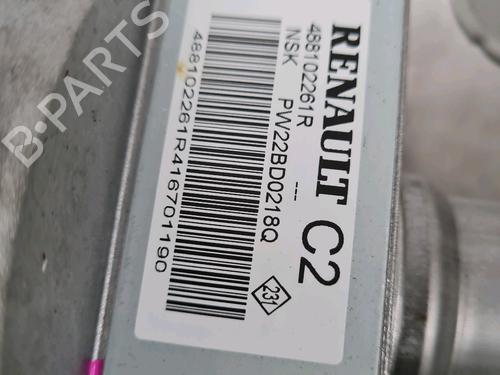 RENAULT C2
488102261R
NSK PW22BD0218Q
---
488102261R416701190
231
B-PARTS